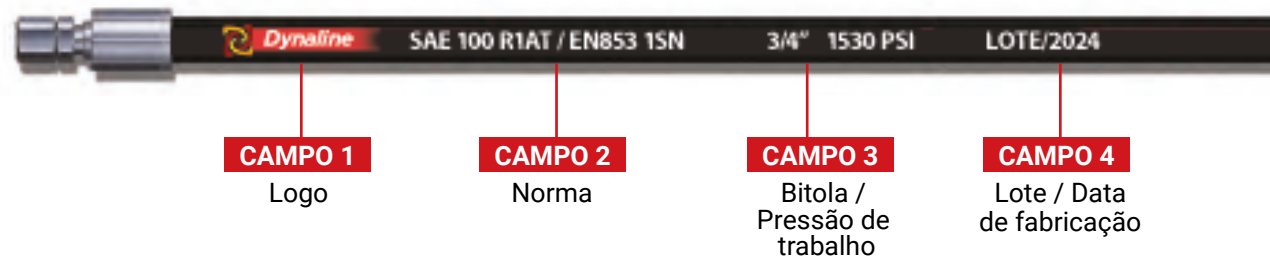 Dynaline SAE 100 R1AT / EN853 1SN 3/4" 1530 PSI LOTE/2024
CAMPO 1 CAMPO 2 CAMPO 3 CAMPO 4
Logo Norma Bitola / Lote / Data
Pressão de de fabricação
trabalho